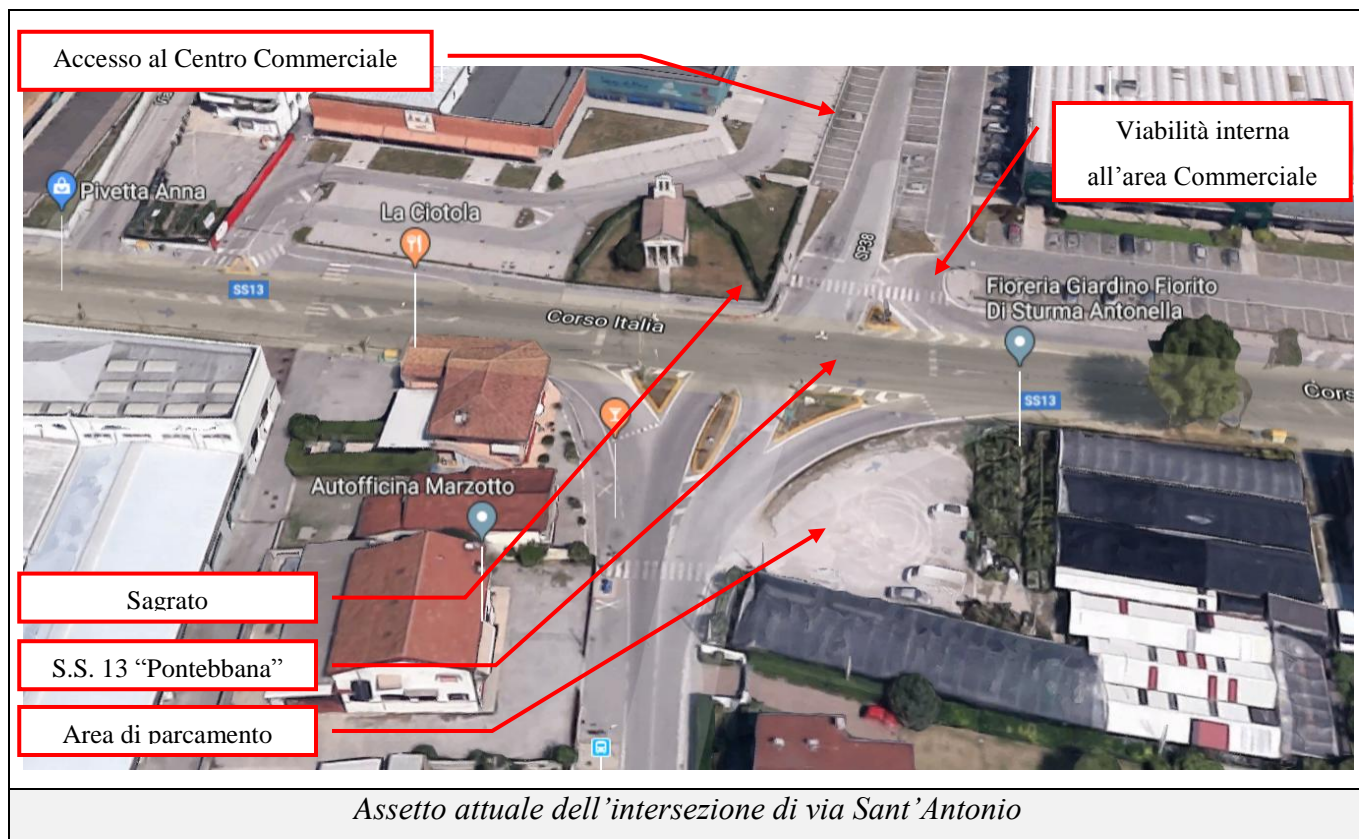 Accesso al Centro Commerciale
Viabilità interna
all’area Commerciale
Pivetta Anna
La Ciotola
SP38
SS13
Fioreria Giardino Fiorito
Di Sturma Antonella
Corso Italia
SS13
Autofficina Marzotto
Sagrato
S.S. 13 “Pontebbana”
Area di parcamento
Assetto attuale dell’intersezione di via Sant’Antonio